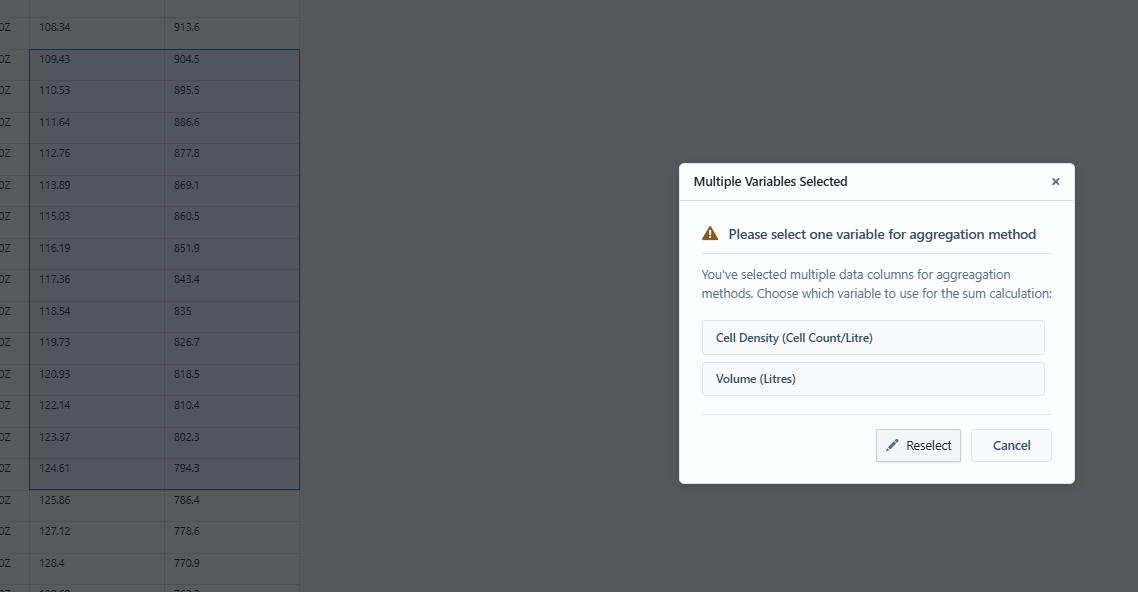 0Z 108.34 913.6
0Z 109.43 904.5
0Z 110.53 895.5
0Z 111.64 886.6
0Z 112.76 877.8
0Z 113.89 869.1
0Z 115.03 860.5
0Z 116.19 851.9
0Z 117.36 843.4
0Z 118.54 835
0Z 119.73 826.7
0Z 120.93 818.5
0Z 122.14 810.4
0Z 123.37 802.3
0Z 124.61 794.3
0Z 125.86 786.4
0Z 127.12 778.6
0Z 128.4 770.9
Multiple Variables Selected ×
Please select one variable for aggregation method
You've selected multiple data columns for aggreagation
methods. Choose which variable to use for the sum calculation:
Cell Density (Cell Count/Litre)
Volume (Litres)
Reselect Cancel